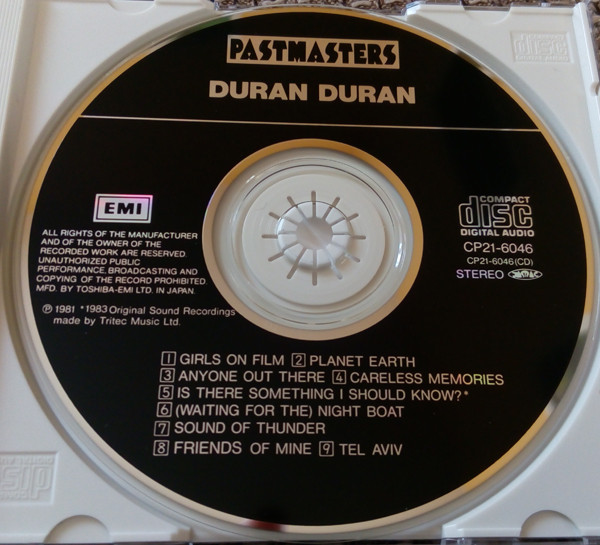 PASTMASTERS
DURAN DURAN
EMI
ALL RIGHTS OF THE MANUFACTURER
AND OF THE OWNER OF THE
RECORDED WORK ARE RESERVED.
UNAUTHORIZED PUBLIC
PERFORMANCE, BROADCASTING AND
COPYING OF THE RECORD PROHIBITED.
MFD. BY TOSHIBA-EMI LTD. IN JAPAN.
℗ 1981 *1983 Original Sound Recordings
made by Tritec Music Ltd.
COMPACT
disc
DIGITAL AUDIO
CP21-6046
CP21-6046(CD)
STEREO
1 GIRLS ON FILM 2 PLANET EARTH
3 ANYONE OUT THERE 4 CARELESS MEMORIES
5 IS THERE SOMETHING I SHOULD KNOW?*
6 (WAITING FOR THE) NIGHT BOAT
7 SOUND OF THUNDER
8 FRIENDS OF MINE 9 TEL AVIV
disc
disc